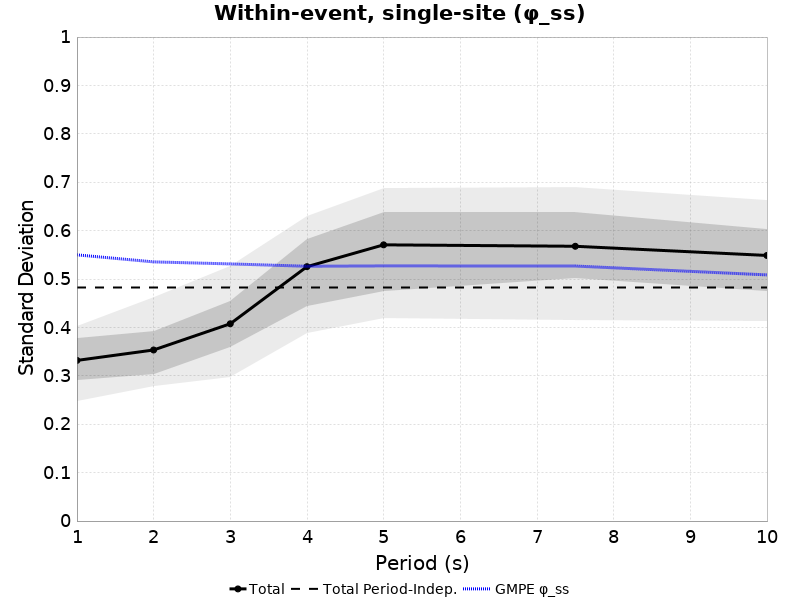 Within-event, single-site (φ_ss)
Standard Deviation
1
0.9
0.8
0.7
0.6
0.5
0.4
0.3
0.2
0.1
0
1 2 3 4 5 6 7 8 9 10
Period (s)
Total Total Period-Indep. GMPE φ_ss